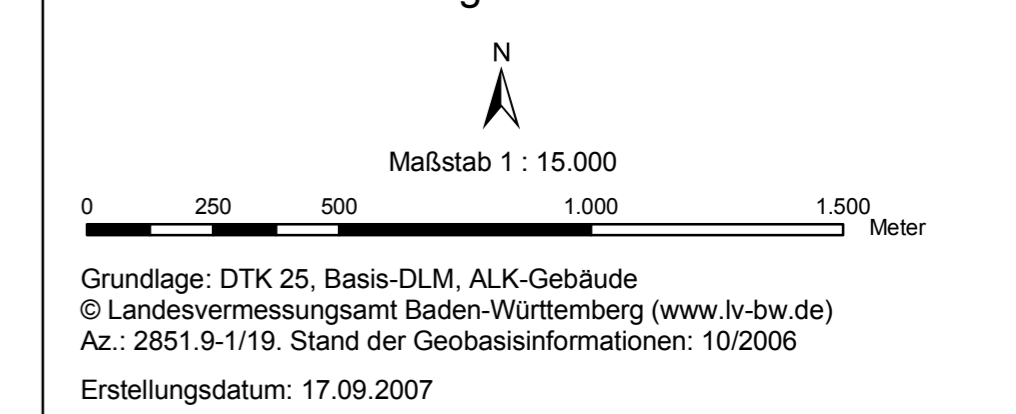 N
Maßstab 1 : 15.000
0 250 500 1.000 1.500
Meter
Grundlage: DTK 25, Basis-DLM, ALK-Gebäude
© Landesvermessungsamt Baden-Württemberg (www.lv-bw.de)
Az.: 2851.9-1/19. Stand der Geobasisinformationen: 10/2006
Erstellungsdatum: 17.09.2007